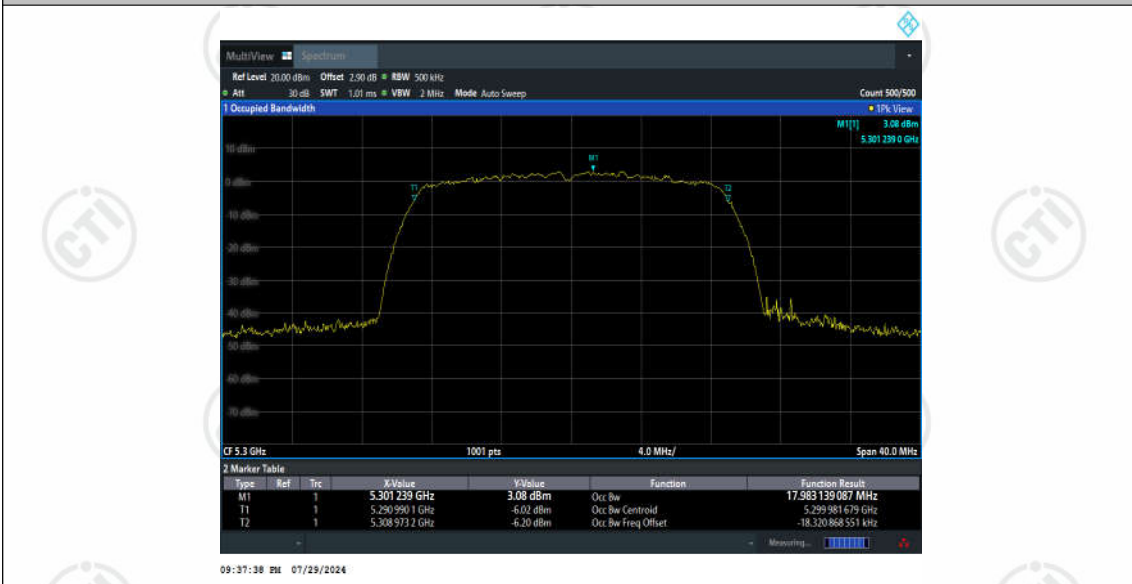 MultiView Spectrum
Ref Level 20.00 dBm Offset 2.90 dB RBW 500 kHz
Att 30 dB SWT 1.01 ms VBW 2 MHz Mode Auto Sweep Count 500/500
1 Occupied Bandwidth 1Pk View
M1[1] 3.08 dBm
5.301 239 0 GHz
10 dBm
M1
0 dBm
T1
T2
-10 dBm
-20 dBm
-30 dBm
-40 dBm
-50 dBm
-60 dBm
-70 dBm
CF 5.3 GHz 1001 pts 4.0 MHz/ Span 40.0 MHz
2 Marker Table
Type Ref Trc X-Value Y-Value Function Function Result
M1 1 5.301 239 GHz 3.08 dBm Occ Bw 17.983 139 087 MHz
T1 1 5.290 990 1 GHz -6.02 dBm Occ Bw Centroid 5.299 981 679 GHz
T2 1 5.308 973 2 GHz -6.20 dBm Occ Bw Freq Offset -18.320 868 551 kHz
Measuring...
09:37:38 PM 07/29/2024
CTI
CTI